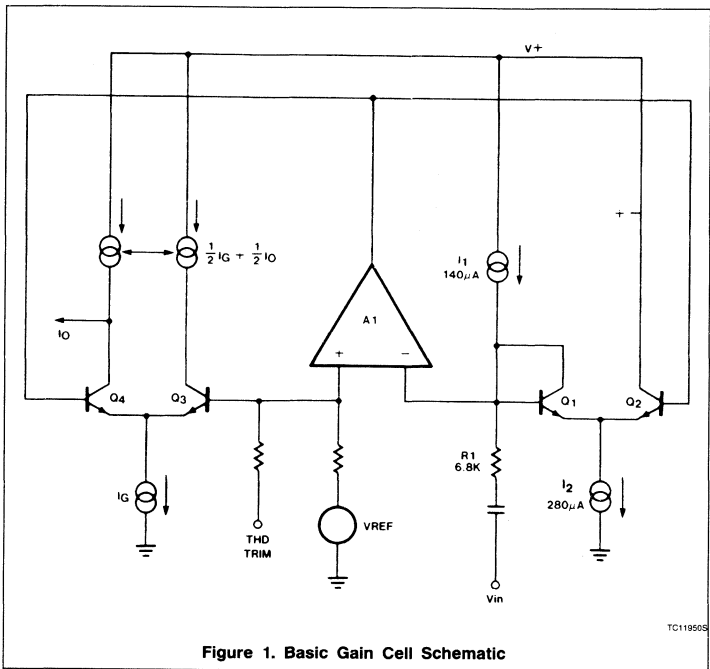 V+
+ -
½ IG + ½ IO
I1
140μA
A1
+ −
IO
Q4
Q3
Q1
Q2
R1
6.8K
IG
I2
280μA
THD
TRIM
VREF
Vin
TC11950S
Figure 1. Basic Gain Cell Schematic